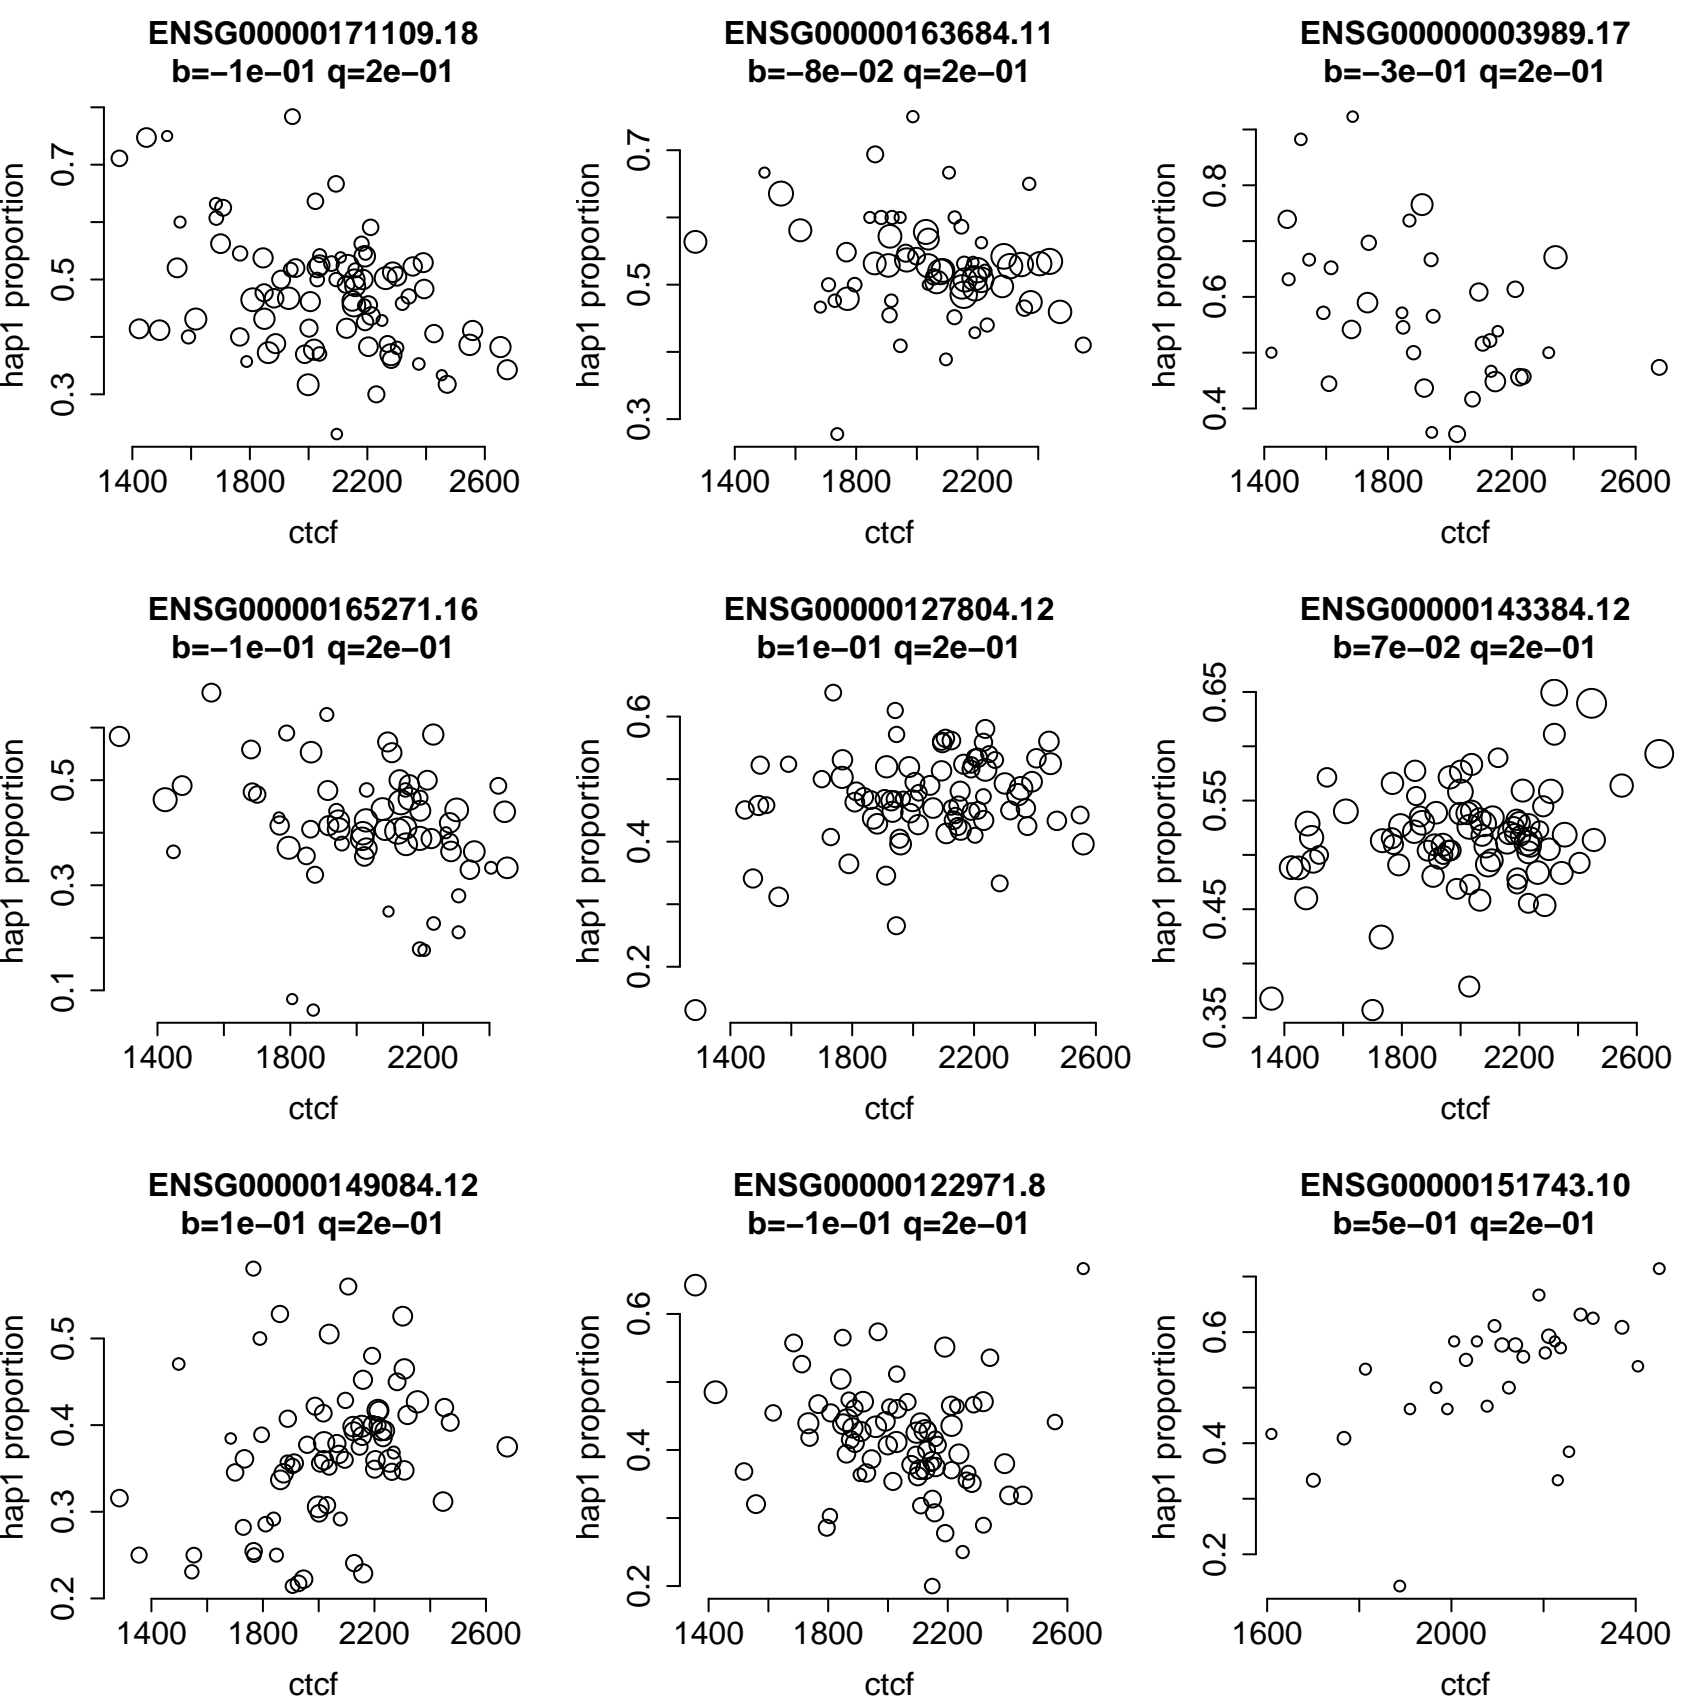 ENSG00000171109.18
b=−1e−01 q=2e−01
hap1 proportion
0.3 0.5 0.7
1400 1800 2200 2600
ctcf
ENSG00000163684.11
b=−8e−02 q=2e−01
hap1 proportion
0.3 0.5 0.7
1400 1800 2200
ctcf
ENSG00000003989.17
b=−3e−01 q=2e−01
hap1 proportion
0.4 0.6 0.8
1400 1800 2200 2600
ctcf
ENSG00000165271.16
b=−1e−01 q=2e−01
hap1 proportion
0.1 0.3 0.5
1400 1800 2200
ctcf
ENSG00000127804.12
b=1e−01 q=2e−01
hap1 proportion
0.2 0.4 0.6
1400 1800 2200 2600
ctcf
ENSG00000143384.12
b=7e−02 q=2e−01
hap1 proportion
0.35 0.45 0.55 0.65
1400 1800 2200 2600
ctcf
ENSG00000149084.12
b=1e−01 q=2e−01
hap1 proportion
0.2 0.3 0.4 0.5
1400 1800 2200 2600
ctcf
ENSG00000122971.8
b=−1e−01 q=2e−01
hap1 proportion
0.2 0.4 0.6
1400 1800 2200 2600
ctcf
ENSG00000151743.10
b=5e−01 q=2e−01
hap1 proportion
0.2 0.4 0.6
1600 2000 2400
ctcf